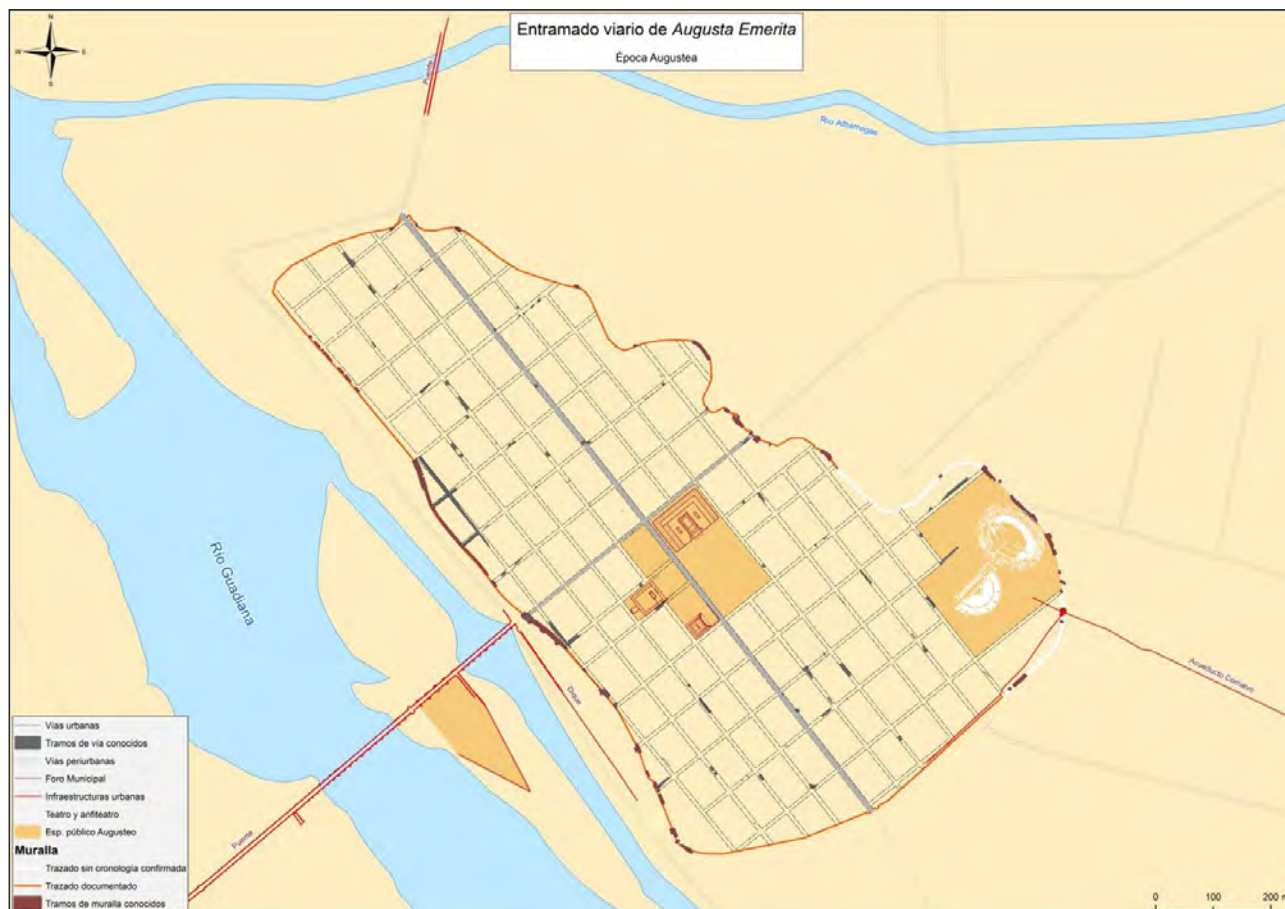 N
W E
S
Entramado viario de Augusta Emerita
Época Augustea
Puente
Río Albarregas
Río Guadiana
Dique
Acueducto Cornalvo
Puente
Vías urbanas
Tramos de vía conocidos
Vías periurbanas
Foro Municipal
Infraestructuras urbanas
Teatro y anfiteatro
Esp. público Augusteo
Muralla
Trazado sin cronología confirmada
Trazado documentado
Tramos de muralla conocidos
0 100 200 m